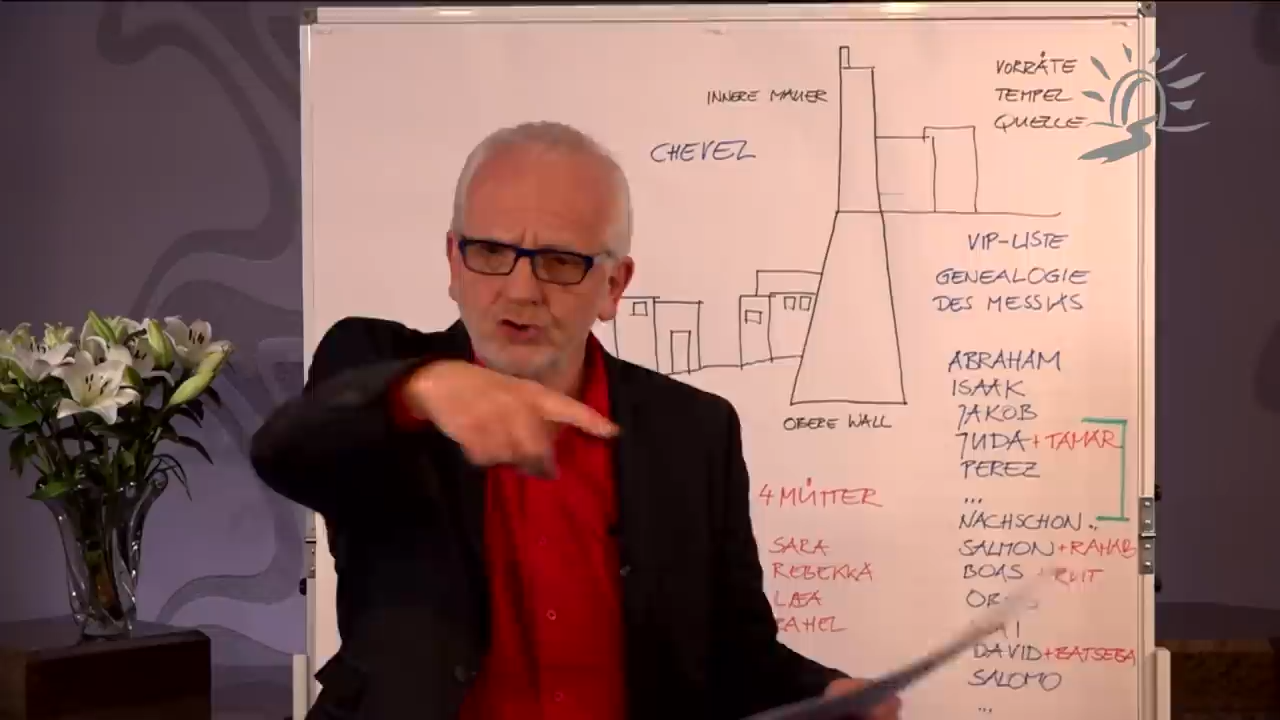 INNERE MAUER
CHEVEL
VORRÄTE
TEMPEL
QUELLE
OBERE WALL
VIP-LISTE
GENEALOGIE
DES MESSIAS
ABRAHAM
ISAAK
JAKOB
JUDA + TAMAR
PEREZ
...
NACHSCHON
SALMON + RAHAB
BOAS + RUT
DAVID + BATSEBA
SALOMO
...
4 MÜTTER
SARA
REBEKKA
LEA